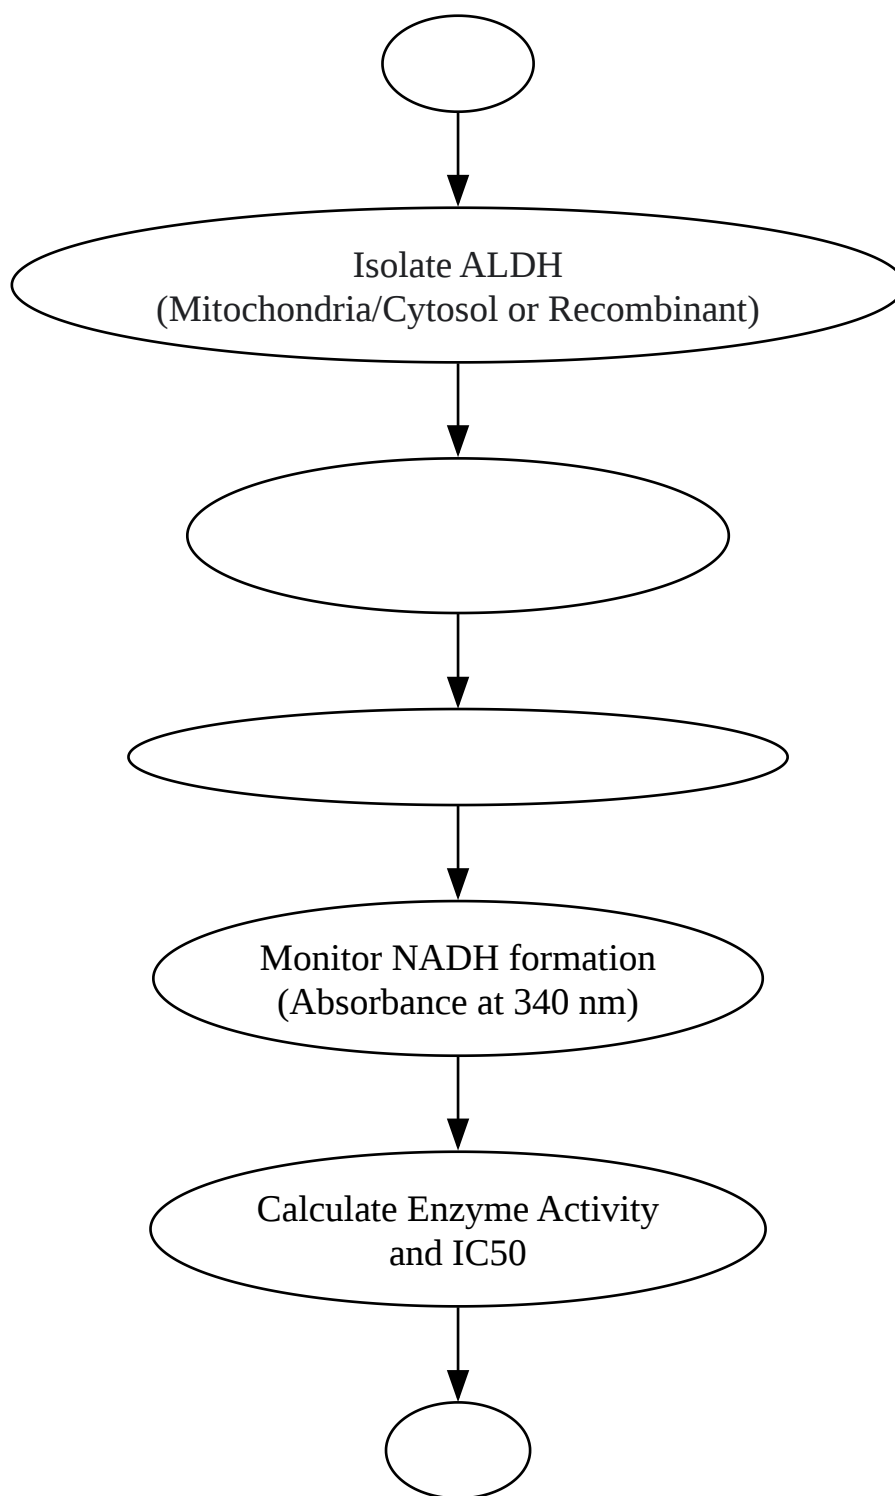 Isolate ALDH
(Mitochondria/Cytosol or Recombinant)
Monitor NADH formation
(Absorbance at 340 nm)
Calculate Enzyme Activity
and IC50